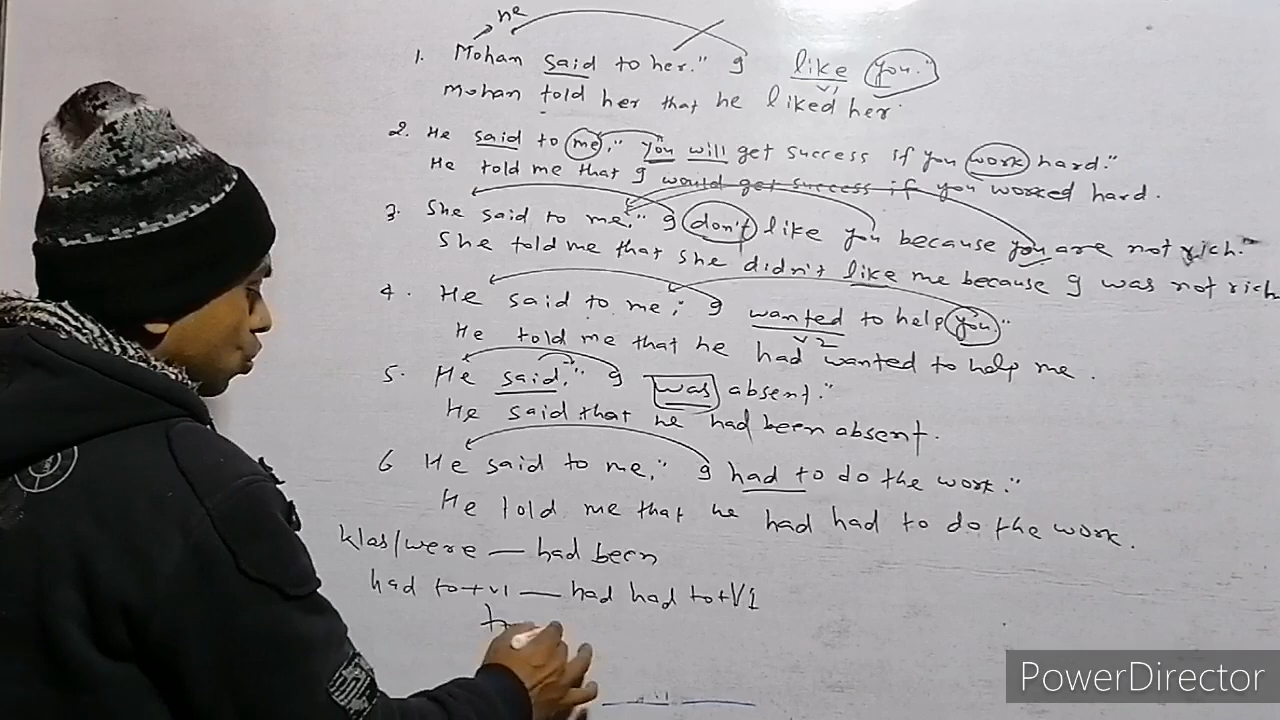 he
1. Mohan said to her." I like you."
V1
Mohan told her that he liked her.
2. He said to me," you will get success if you work hard."
He told me that I would get success if you worked hard.
3. She said to me," I don't like you because you are not rich."
She told me that she didn't like me because I was not rich
4. He said to me," I wanted to help you"
V2
He told me that he had wanted to help me.
5. He said," I was absent."
He said that he had been absent.
6 He said to me," I had to do the work."
He told me that he had had to do the work.
Was/were — had been
had to+V1 — had had to+V1
PowerDirector